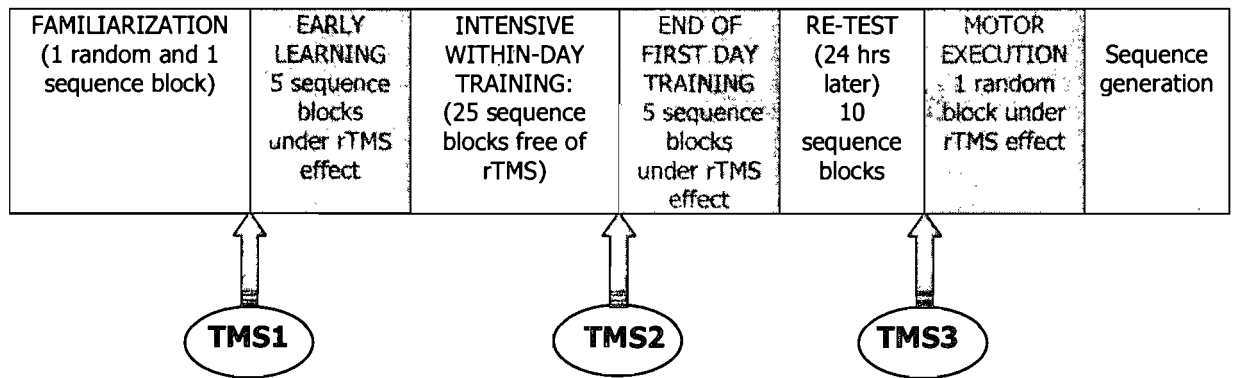 FAMILIARIZATION
(1 random and 1
sequence block)
EARLY
LEARNING
5 sequence
blocks
under rTMS
effect
INTENSIVE
WITHIN-DAY
TRAINING:
(25 sequence
blocks free of
rTMS)
END OF
FIRST DAY
TRAINING
5 sequence
blocks
under rTMS
effect
RE-TEST
(24 hrs
later)
10
sequence
blocks
MOTOR
EXECUTION
1 random
block under
rTMS effect
Sequence
generation
TMS1
TMS2
TMS3